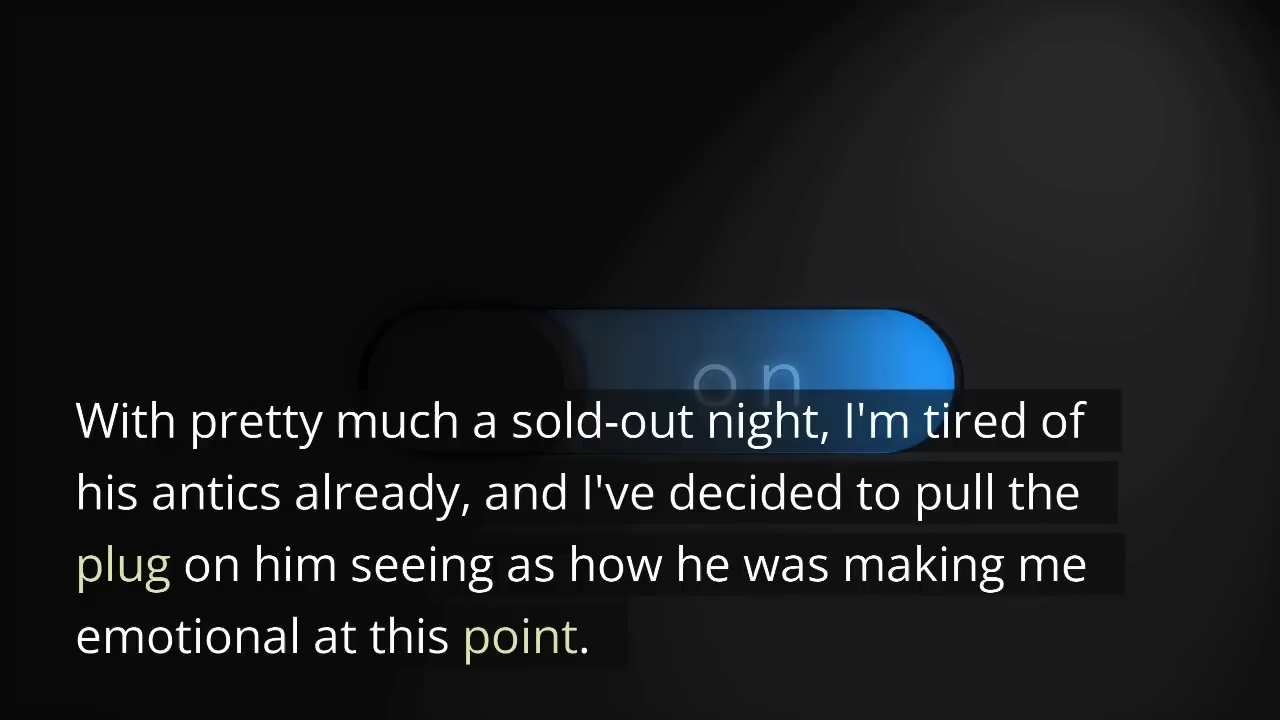 on
With pretty much a sold-out night, I'm tired of
his antics already, and I've decided to pull the
plug on him seeing as how he was making me
emotional at this point.